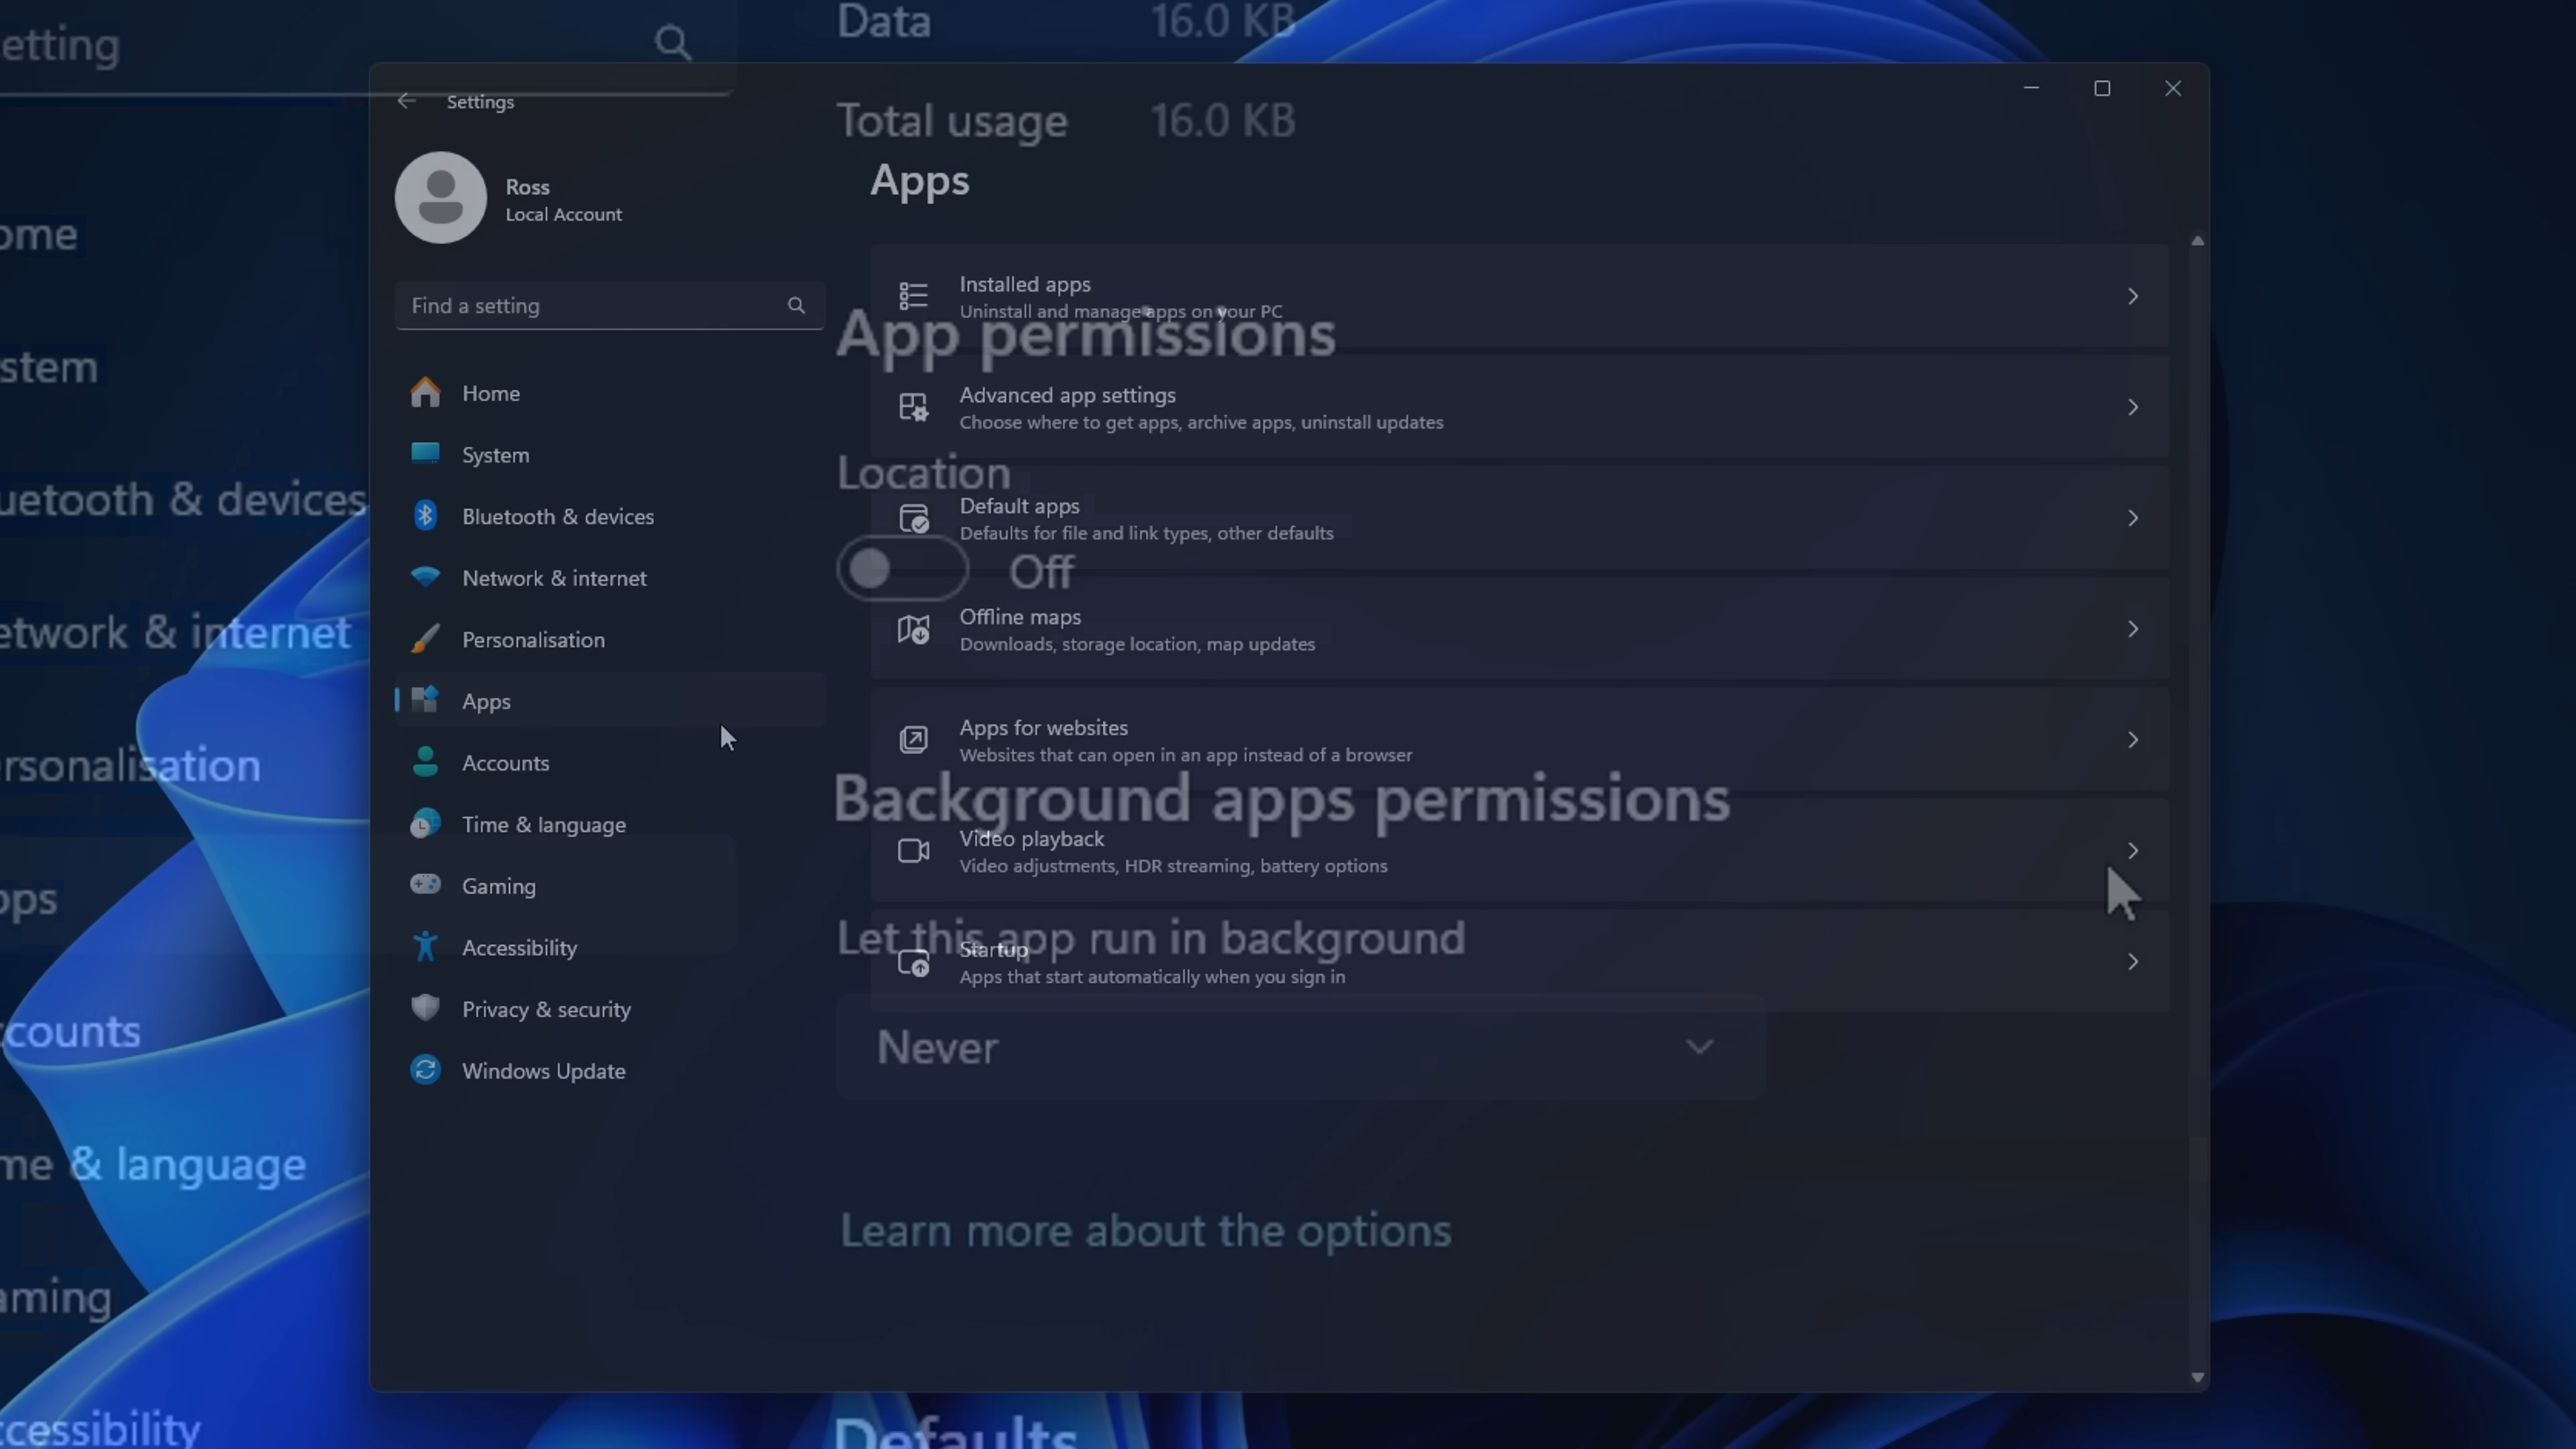 etting
Data 16.0 KB
Total usage 16.0 KB
Settings
Ross
Local Account
Find a setting
Home
System
Bluetooth & devices
Network & internet
Personalisation
Apps
Accounts
Time & language
Gaming
Accessibility
Privacy & security
Windows Update
Apps
Installed apps
Uninstall and manage apps on your PC
Advanced app settings
Choose where to get apps, archive apps, uninstall updates
Default apps
Defaults for file and link types, other defaults
Offline maps
Downloads, storage location, map updates
Apps for websites
Websites that can open in an app instead of a browser
Video playback
Video adjustments, HDR streaming, battery options
Startup
Apps that start automatically when you sign in
App permissions
Location
Off
Background apps permissions
Let this app run in background
Never
Learn more about the options
Defaults
ome
stem
uetooth & devices
etwork & internet
rsonalisation
pps
counts
me & language
aming
ccessibility